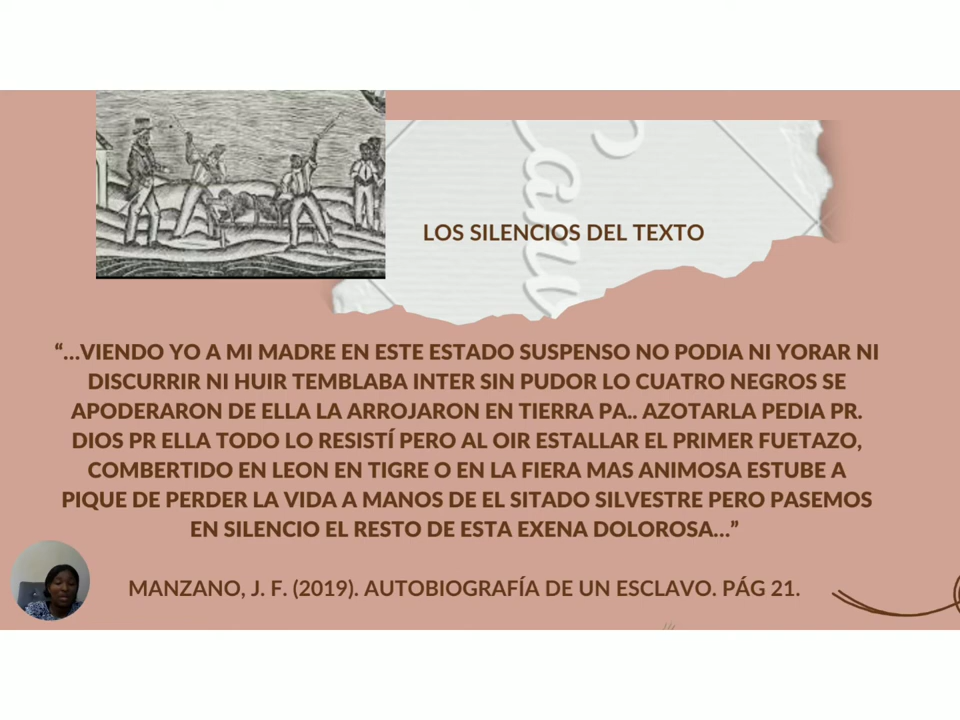 LOS SILENCIOS DEL TEXTO
“...VIENDO YO A MI MADRE EN ESTE ESTADO SUSPENSO NO PODIA NI YORAR NI
DISCURRIR NI HUIR TEMBLABA INTER SIN PUDOR LO CUATRO NEGROS SE
APODERARON DE ELLA LA ARROJARON EN TIERRA PA.. AZOTARLA PEDIA PR.
DIOS PR ELLA TODO LO RESISTÍ PERO AL OIR ESTALLAR EL PRIMER FUETAZO,
COMBERTIDO EN LEON EN TIGRE O EN LA FIERA MAS ANIMOSA ESTUBE A
PIQUE DE PERDER LA VIDA A MANOS DE EL SITADO SILVESTRE PERO PASEMOS
EN SILENCIO EL RESTO DE ESTA EXENA DOLOROSA...”
MANZANO, J. F. (2019). AUTOBIOGRAFÍA DE UN ESCLAVO. PÁG 21.